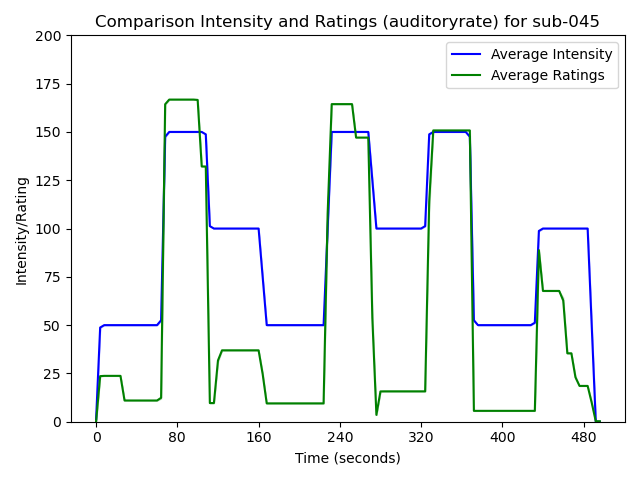 Comparison Intensity and Ratings (auditoryrate) for sub-045
200
175
150
125
100
75
50
25
0
Intensity/Rating
Average Intensity
Average Ratings
0 80 160 240 320 400 480
Time (seconds)